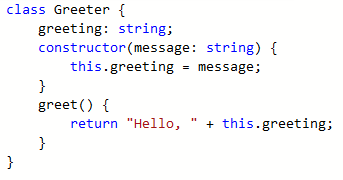 class Greeter {
    greeting: string;
    constructor(message: string) {
        this.greeting = message;
    }
    greet() {
        return "Hello, " + this.greeting;
    }
}